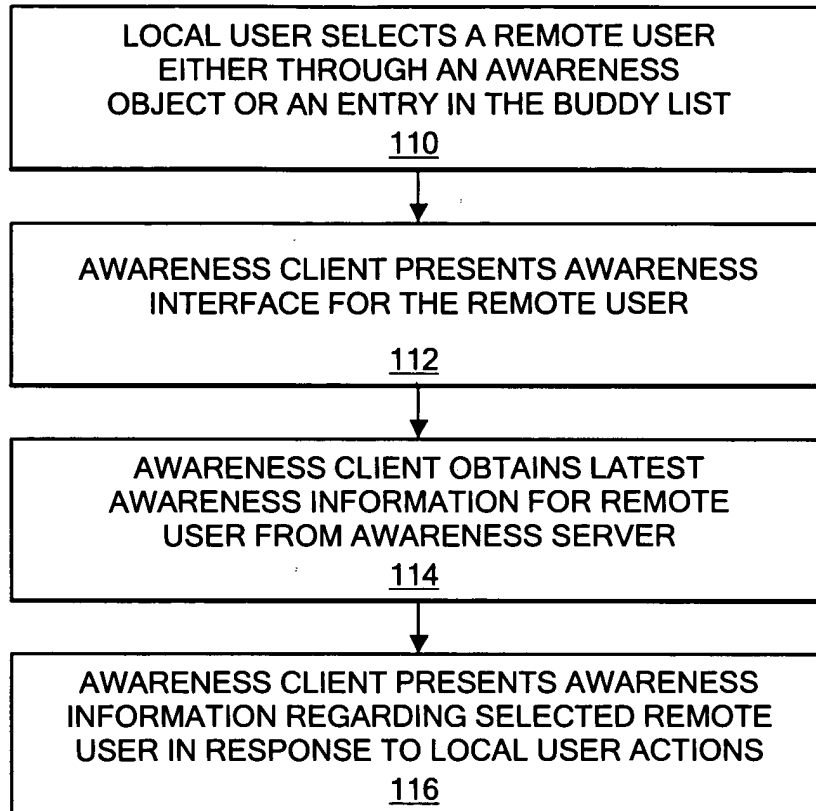 LOCAL USER SELECTS A REMOTE USER
EITHER THROUGH AN AWARENESS
OBJECT OR AN ENTRY IN THE BUDDY LIST
110
AWARENESS CLIENT PRESENTS AWARENESS
INTERFACE FOR THE REMOTE USER
112
AWARENESS CLIENT OBTAINS LATEST
AWARENESS INFORMATION FOR REMOTE
USER FROM AWARENESS SERVER
114
AWARENESS CLIENT PRESENTS AWARENESS
INFORMATION REGARDING SELECTED REMOTE
USER IN RESPONSE TO LOCAL USER ACTIONS
116